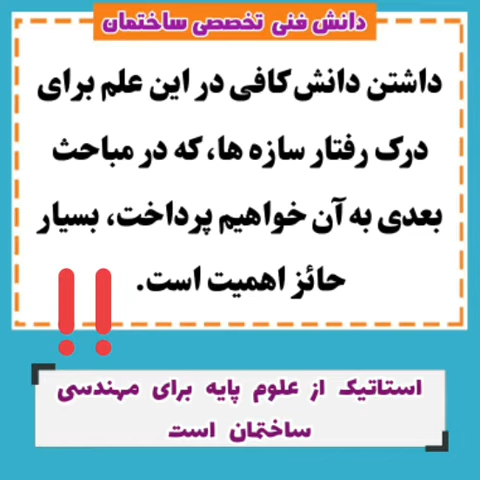 دانش فنی تخصصی ساختمان
داشتن دانش کافی در این علم برای
درک رفتار سازه ها، که در مباحث
بعدی به آن خواهیم پرداخت، بسیار
حائز اهمیت است.
!!
استاتیک از علوم پایه برای مهندسی
ساختمان است